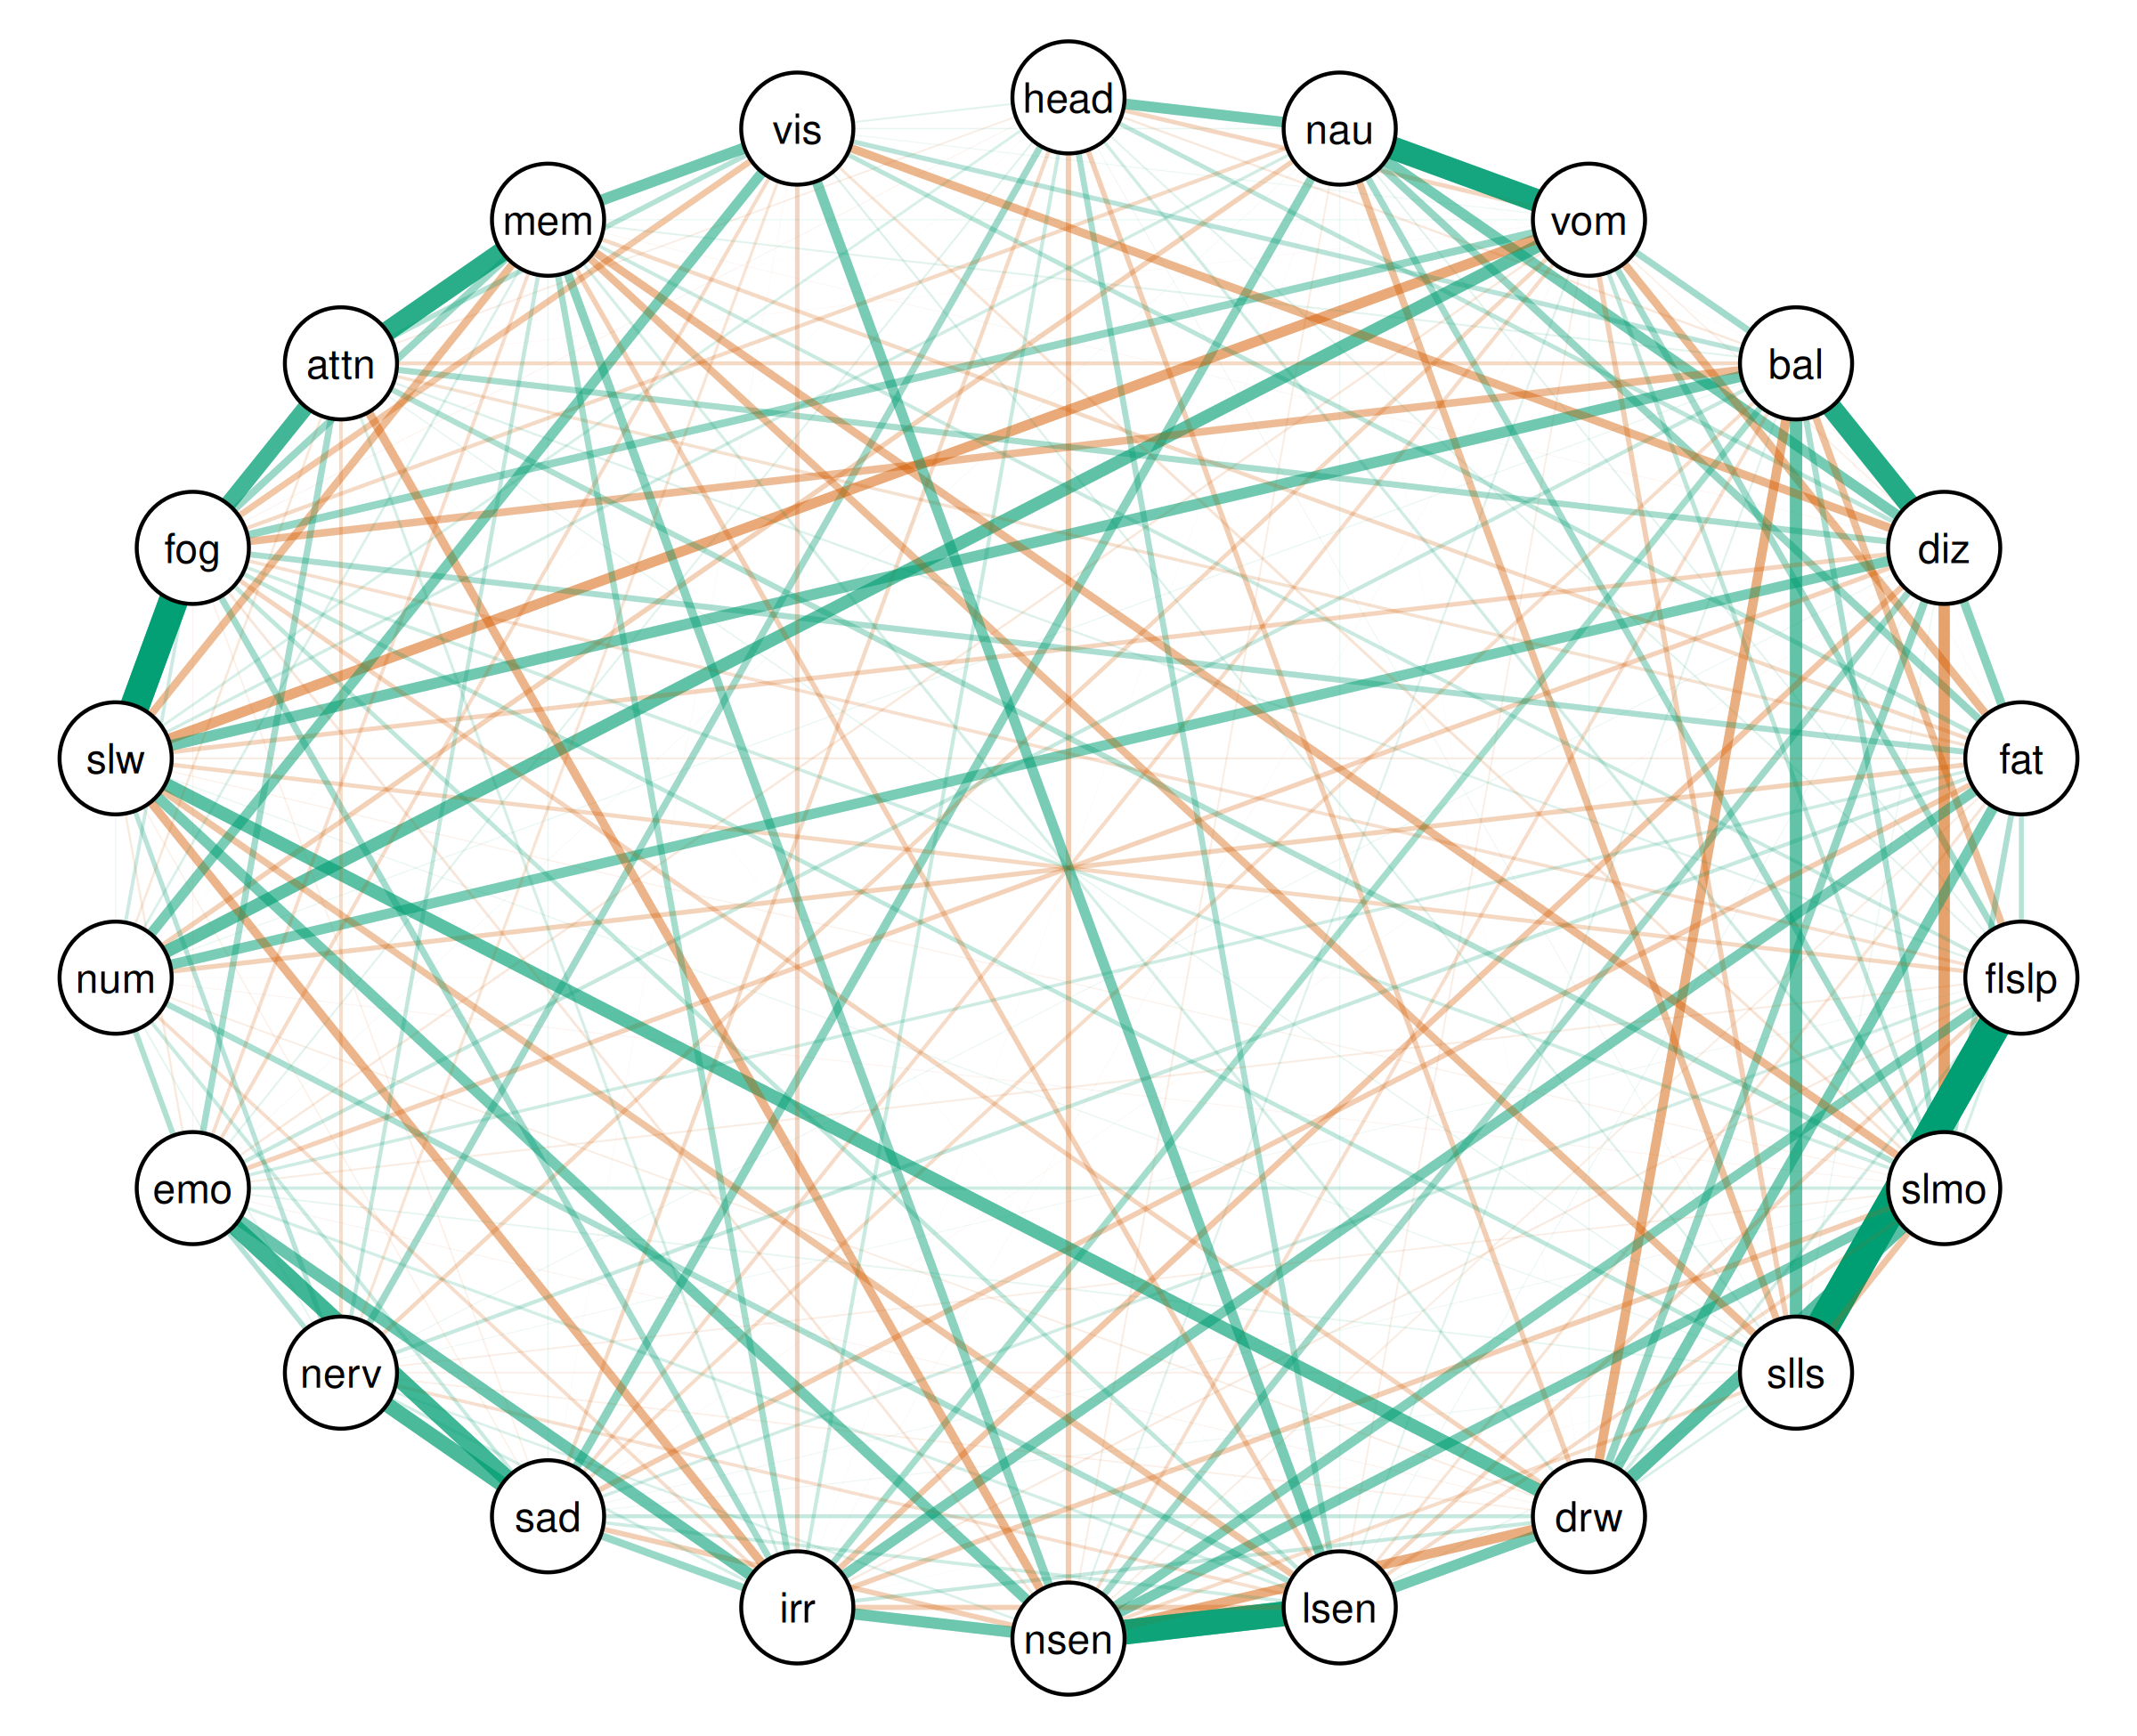 head
vis
nau
mem
vom
attn
bal
fog
diz
slw
fat
num
flslp
emo
slmo
nerv
slls
sad
drw
irr
lsen
nsen